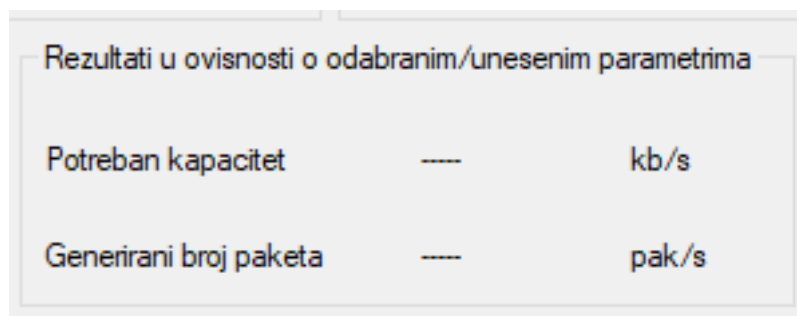 Rezultati u ovisnosti o odabranim/unesenim parametrima
Potreban kapacitet ----- kb/s
Generirani broj paketa ----- pak/s